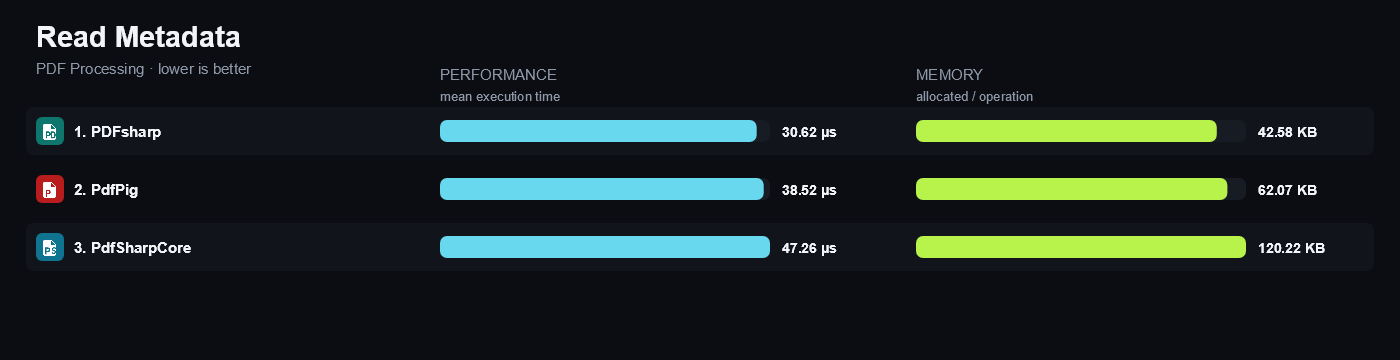 Read Metadata
PDF Processing · lower is better
PERFORMANCE
mean execution time
MEMORY
allocated / operation
PD
1. PDFsharp
30.62 µs
42.58 KB
P
2. PdfPig
38.52 µs
62.07 KB
PS
3. PdfSharpCore
47.26 µs
120.22 KB